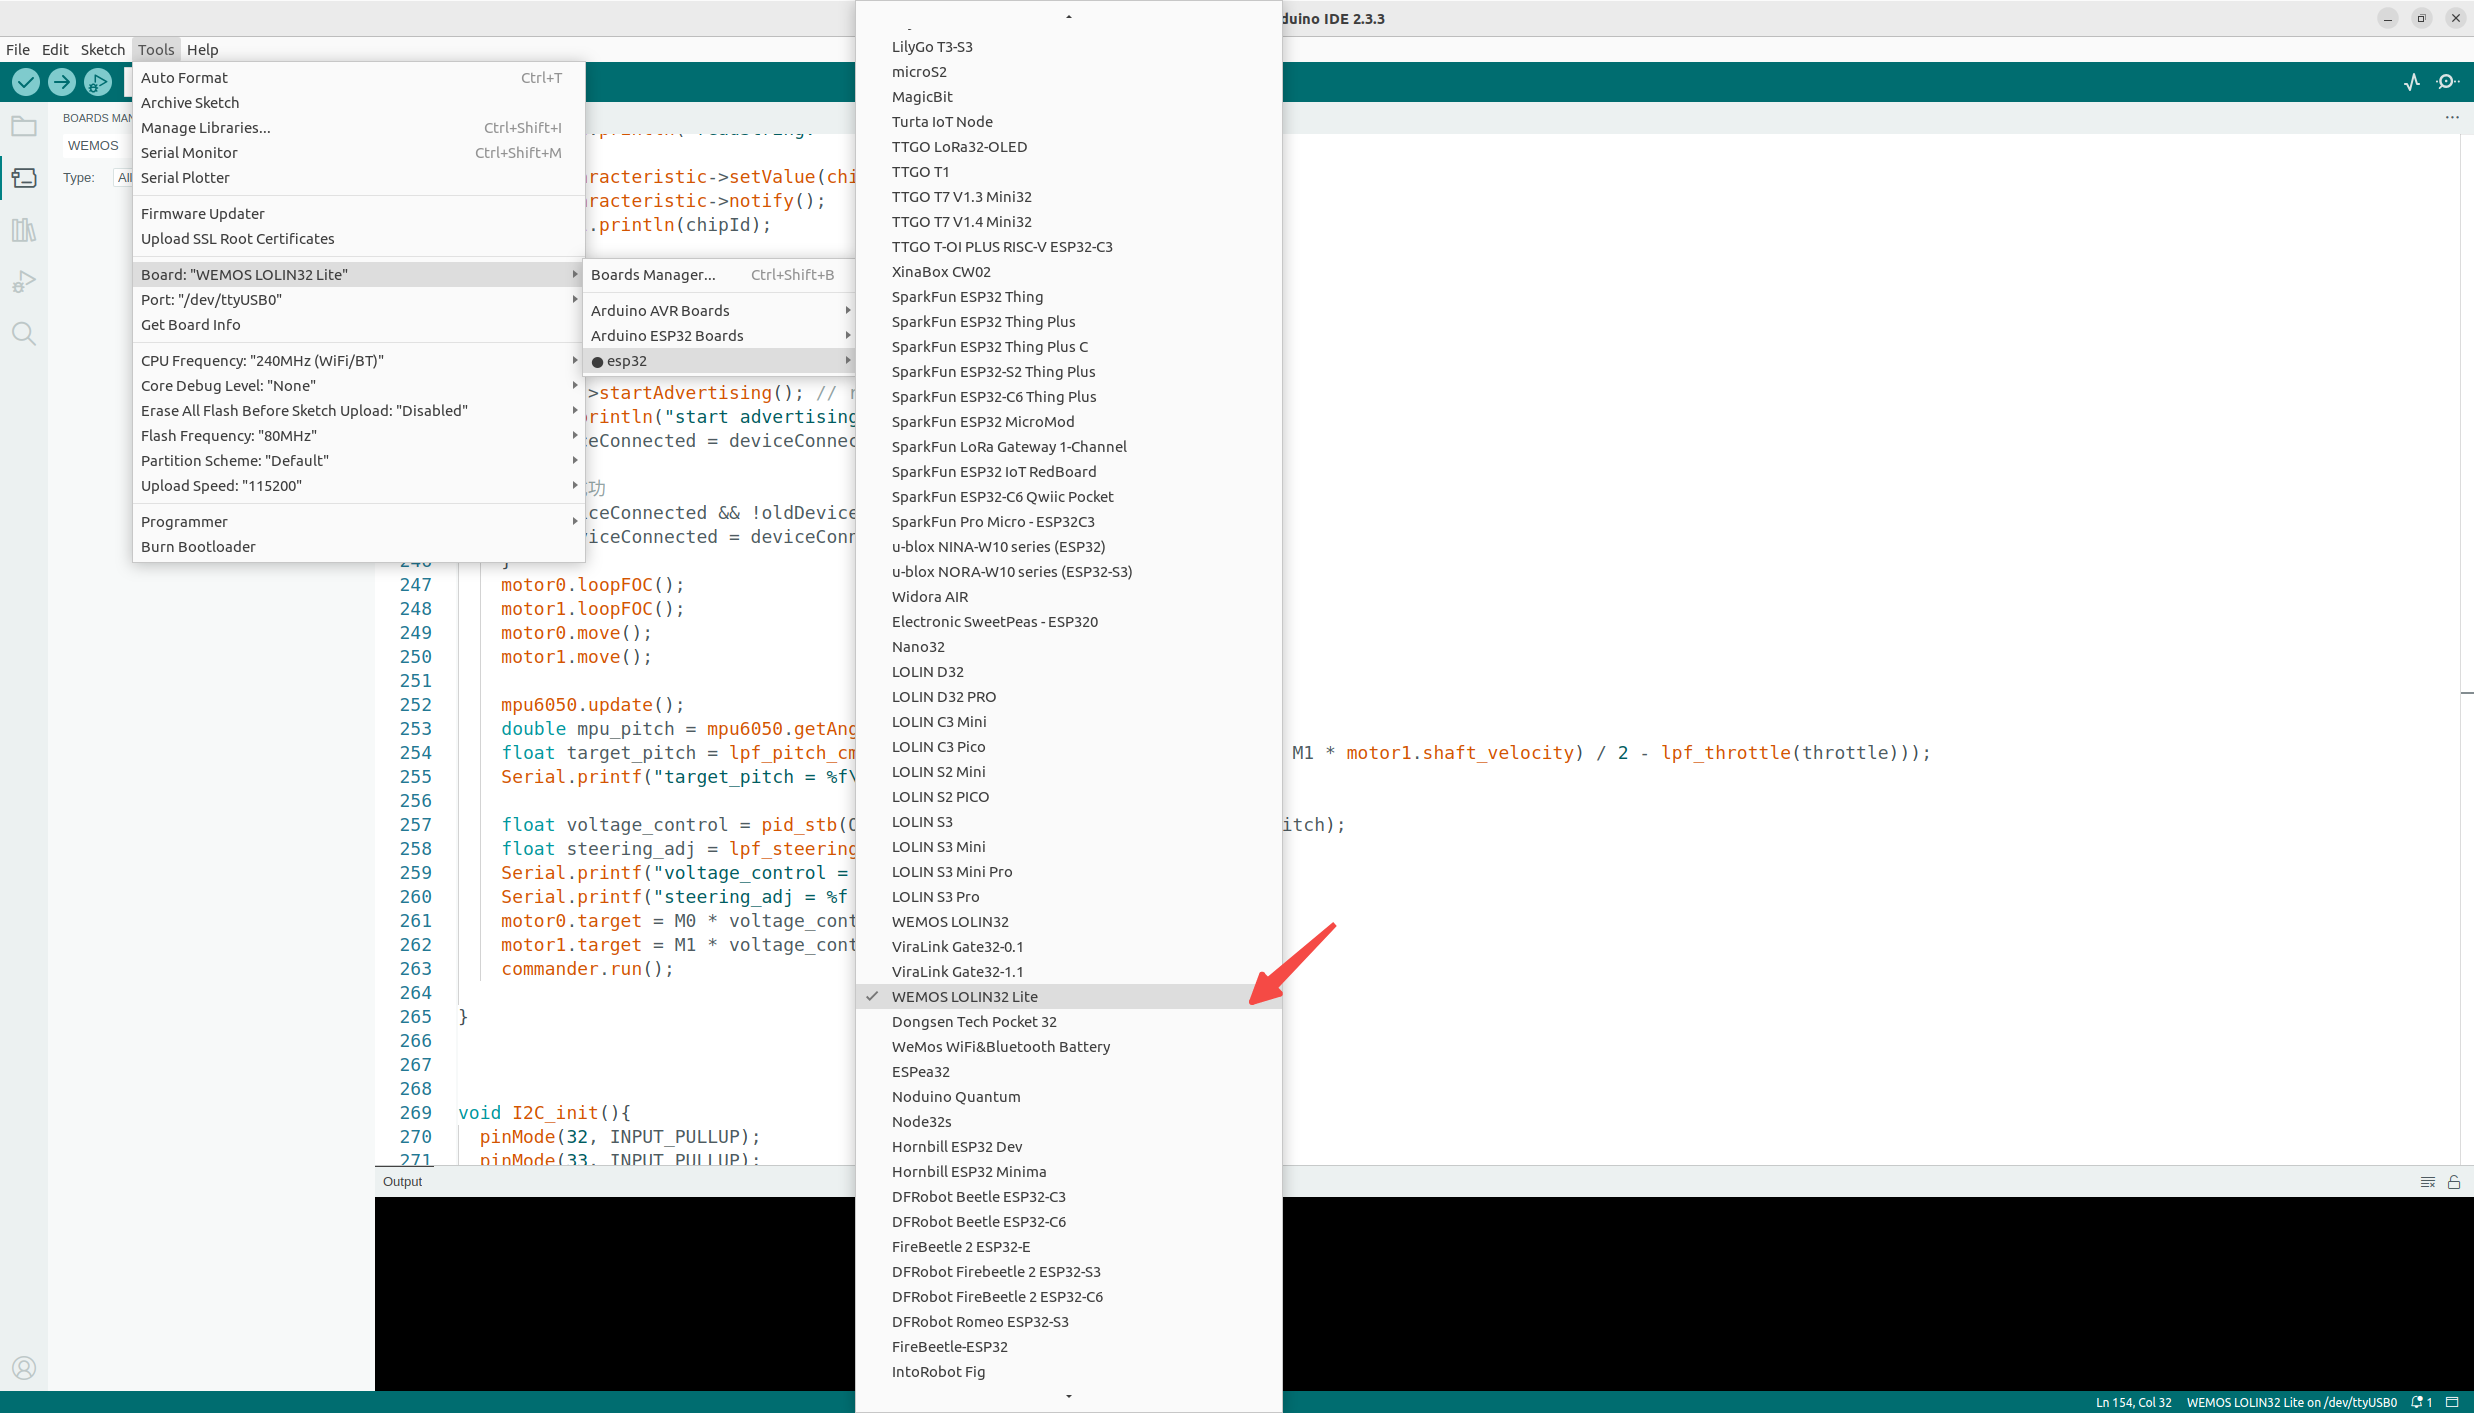 duino IDE 2.3.3
File Edit Sketch Tools Help
BOARDS MAN
WEMOS
Type: All
Auto Format Ctrl+T
Archive Sketch
Manage Libraries... Ctrl+Shift+I
Serial Monitor Ctrl+Shift+M
Serial Plotter
Firmware Updater
Upload SSL Root Certificates
Board: "WEMOS LOLIN32 Lite"
Port: "/dev/ttyUSB0"
Get Board Info
CPU Frequency: "240MHz (WiFi/BT)"
Core Debug Level: "None"
Erase All Flash Before Sketch Upload: "Disabled"
Flash Frequency: "80MHz"
Partition Scheme: "Default"
Upload Speed: "115200"
Programmer
Burn Bootloader
Boards Manager... Ctrl+Shift+B
Arduino AVR Boards
Arduino ESP32 Boards
esp32
LilyGo T3-S3
microS2
MagicBit
Turta IoT Node
TTGO LoRa32-OLED
TTGO T1
TTGO T7 V1.3 Mini32
TTGO T7 V1.4 Mini32
TTGO T-OI PLUS RISC-V ESP32-C3
XinaBox CW02
SparkFun ESP32 Thing
SparkFun ESP32 Thing Plus
SparkFun ESP32 Thing Plus C
SparkFun ESP32-S2 Thing Plus
SparkFun ESP32-C6 Thing Plus
SparkFun ESP32 MicroMod
SparkFun LoRa Gateway 1-Channel
SparkFun ESP32 IoT RedBoard
SparkFun ESP32-C6 Qwiic Pocket
SparkFun Pro Micro - ESP32C3
u-blox NINA-W10 series (ESP32)
u-blox NORA-W10 series (ESP32-S3)
Widora AIR
Electronic SweetPeas - ESP320
Nano32
LOLIN D32
LOLIN D32 PRO
LOLIN C3 Mini
LOLIN C3 Pico
LOLIN S2 Mini
LOLIN S2 PICO
LOLIN S3
LOLIN S3 Mini
LOLIN S3 Mini Pro
LOLIN S3 Pro
WEMOS LOLIN32
ViraLink Gate32-0.1
ViraLink Gate32-1.1
WEMOS LOLIN32 Lite
Dongsen Tech Pocket 32
WeMos WiFi&Bluetooth Battery
ESPea32
Noduino Quantum
Node32s
Hornbill ESP32 Dev
Hornbill ESP32 Minima
DFRobot Beetle ESP32-C3
DFRobot Beetle ESP32-C6
FireBeetle 2 ESP32-E
DFRobot Firebeetle 2 ESP32-S3
DFRobot FireBeetle 2 ESP32-C6
DFRobot Romeo ESP32-S3
FireBeetle-ESP32
IntoRobot Fig
racteristic->setValue(chi
racteristic->notify();
.println(chipId);
>startAdvertising(); // r
rintln("start advertising
eConnected = deviceConnec
功
iceConnected && !oldDevice
viceConnected = deviceConn
246 }
247 motor0.loopFOC();
248 motor1.loopFOC();
249 motor0.move();
250 motor1.move();
251
252 mpu6050.update();
253 double mpu_pitch = mpu6050.getAng
254 float target_pitch = lpf_pitch_cm M1 * motor1.shaft_velocity) / 2 - lpf_throttle(throttle)));
255 Serial.printf("target_pitch = %f\
256
257 float voltage_control = pid_stb(O itch);
258 float steering_adj = lpf_steering
259 Serial.printf("voltage_control =
260 Serial.printf("steering_adj = %f
261 motor0.target = M0 * voltage_cont
262 motor1.target = M1 * voltage_cont
263 commander.run();
264
265 }
266
267
268
269 void I2C_init(){
270 pinMode(32, INPUT_PULLUP);
271 pinMode(33, INPUT_PULLUP);
Output
Ln 154, Col 32 WEMOS LOLIN32 Lite on /dev/ttyUSB0 1